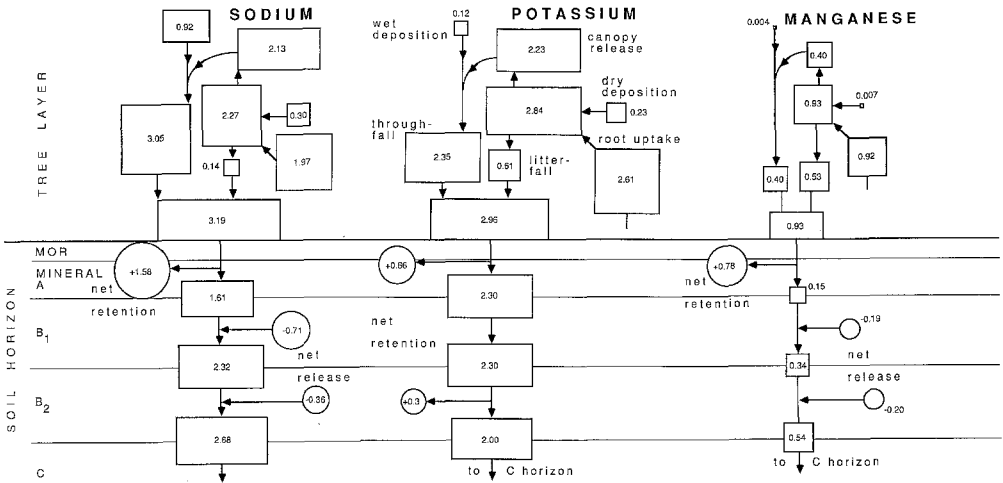 SODIUM
POTASSIUM
MANGANESE
TREE LAYER
0.92
2.13
2.27
0.30
3.05
0.14
1.97
3.19
0.12
wet
deposition
2.23
canopy
release
dry
deposition
2.84
0.23
through-
fall
root uptake
2.35
0.61
litter-
fall
2.61
2.96
0.004
0.40
0.93
0.007
0.92
0.40
0.53
0.93
SOIL HORIZON
MOR
MINERAL
A
B1
B2
C
+1.58
net
retention
1.61
-0.71
2.32
net
release
-0.36
2.68
+0.66
2.30
net
retention
2.30
+0.3
2.00
to C horizon
+0.78
net
retention
0.15
-0.19
0.34
net
release
-0.20
0.54
to C horizon